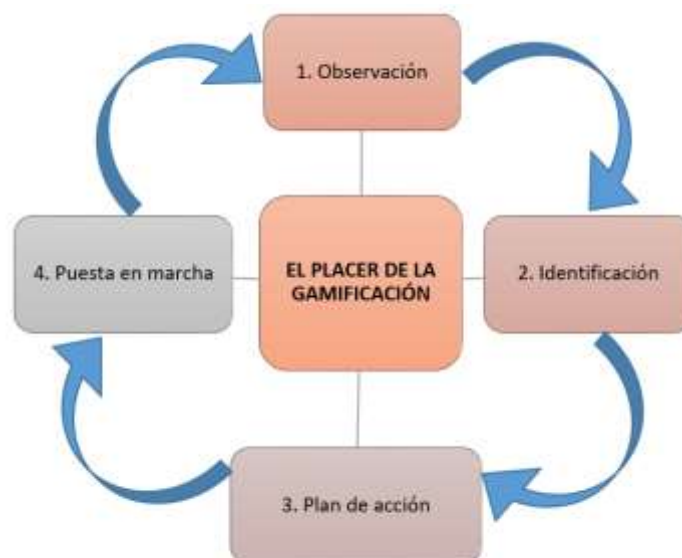 1. Observación
EL PLACER DE LA
GAMIFICACIÓN
4. Puesta en marcha
2. Identificación
3. Plan de acción